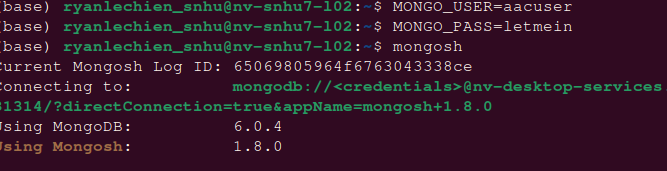 (base) ryanlechien_snhu@nv-snhu7-l02:~$ MONGO_USER=aacuser
(base) ryanlechien_snhu@nv-snhu7-l02:~$ MONGO_PASS=letmein
(base) ryanlechien_snhu@nv-snhu7-l02:~$ mongosh
Current Mongosh Log ID: 65069805964f6763043338ce
Connecting to: mongodb://<credentials>@nv-desktop-services
31314/?directConnection=true&appName=mongosh+1.8.0
Using MongoDB: 6.0.4
Using Mongosh: 1.8.0